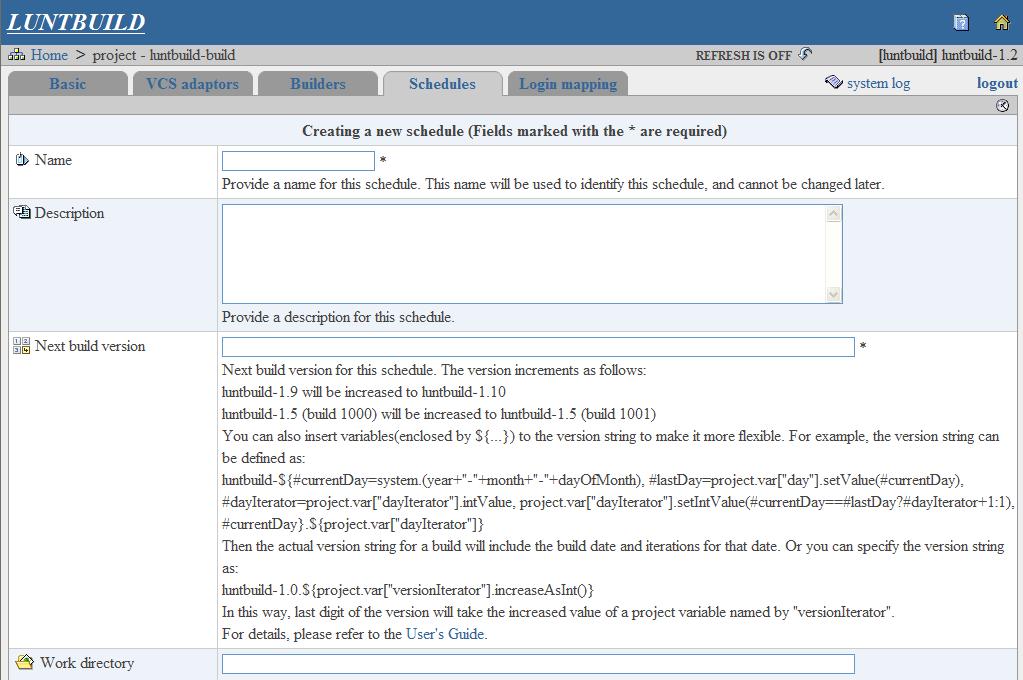 LUNTBUILD
Home > project - luntbuild-build REFRESH IS OFF [luntbuild] luntbuild-1.2
Basic VCS adaptors Builders Schedules Login mapping system log logout
Creating a new schedule (Fields marked with the * are required)
Name *
Provide a name for this schedule. This name will be used to identify this schedule, and cannot be changed later.
Description
Provide a description for this schedule.
Next build version *
Next build version for this schedule. The version increments as follows:
luntbuild-1.9 will be increased to luntbuild-1.10
luntbuild-1.5 (build 1000) will be increased to luntbuild-1.5 (build 1001)
You can also insert variables(enclosed by ${...}) to the version string to make it more flexible. For example, the version string can
be defined as:
luntbuild-${#currentDay=system.(year+"-"+month+"-"+dayOfMonth), #lastDay=project.var["day"].setValue(#currentDay),
#dayIterator=project.var["dayIterator"].intValue, project.var["dayIterator"].setIntValue(#currentDay==#lastDay?#dayIterator+1:1),
#currentDay}.${project.var["dayIterator"]}
Then the actual version string for a build will include the build date and iterations for that date. Or you can specify the version string
as:
luntbuild-1.0.${project.var["versionIterator"].increaseAsInt()}
In this way, last digit of the version will take the increased value of a project variable named by "versionIterator".
For details, please refer to the User's Guide.
Work directory